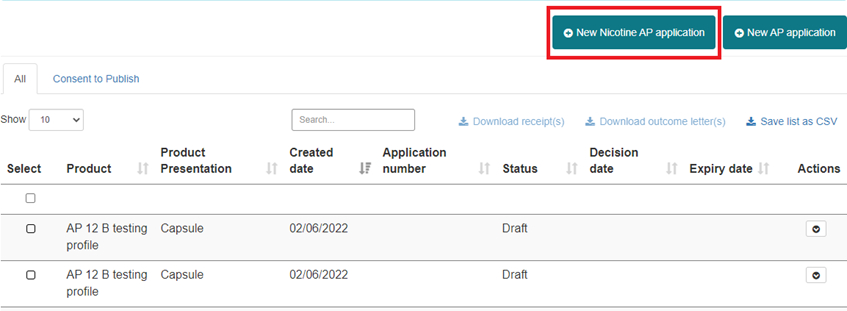 New Nicotine AP application New AP application
All Consent to Publish
Show 10 Search... Download receipt(s) Download outcome letter(s) Save list as CSV
Select Product Product Presentation Created date Application number Status Decision date Expiry date Actions
AP 12 B testing profile Capsule 02/06/2022 Draft
AP 12 B testing profile Capsule 02/06/2022 Draft